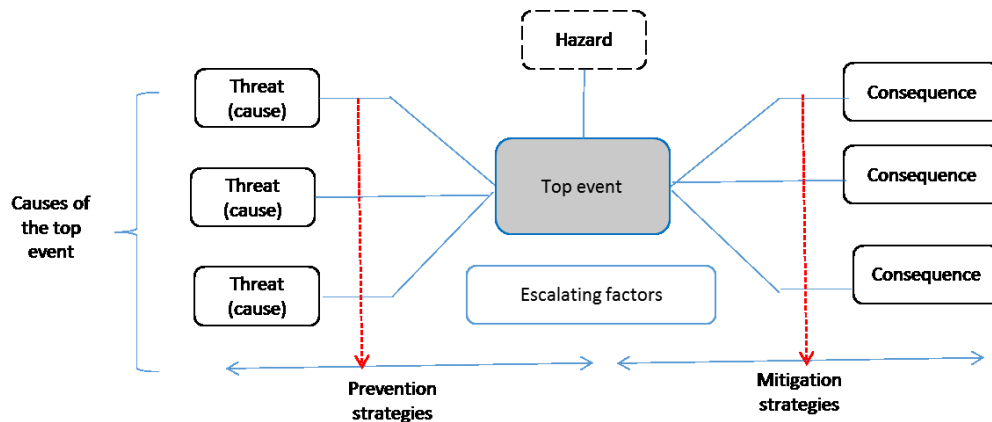 Hazard
Threat
(cause)
Consequence
Top event
Threat
(cause)
Consequence
Causes of
the top
event
Threat
(cause)
Escalating factors
Consequence
Prevention
strategies
Mitigation
strategies